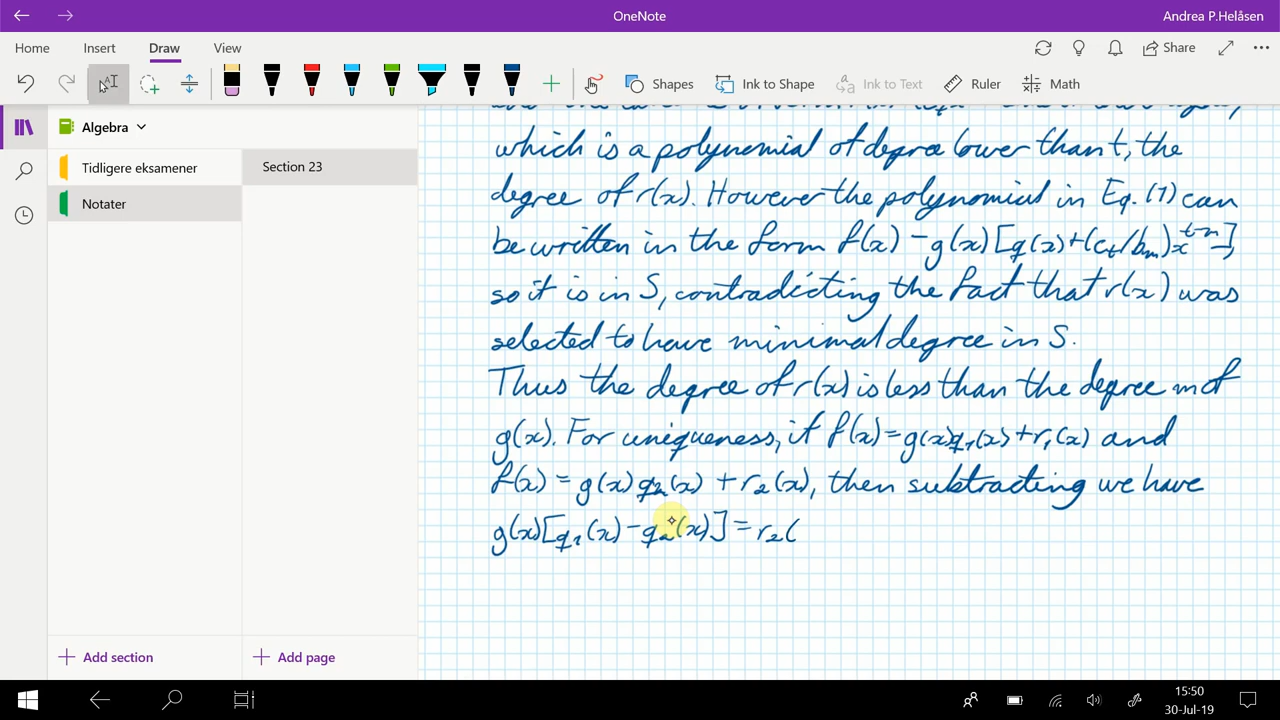 OneNote
Andrea P.Helåsen
Home Insert Draw View
Share
Shapes Ink to Shape Ink to Text Ruler Math
Algebra
Tidligere eksamener
Notater
Section 23
which is a polynomial of degree lower than t, the
degree of r(x). However the polynomial in Eq. (1) can
be written in the form f(x) - g(x)[q(x)+(cₜ/bₘ)x^(t-n)]
so it is in S, contradicting the fact that r(x) was
selected to have minimal degree in S.
Thus the degree of r(x) is less than the degree m of
g(x). For uniqueness, if f(x)=g(x)q₁(x)+r₁(x) and
f(x) = g(x)q₂(x) + r₂(x), then subtracting we have
g(x)[q₁(x)-q₂(x)] = r₂(
Add section
Add page
15:50
30-Jul-19